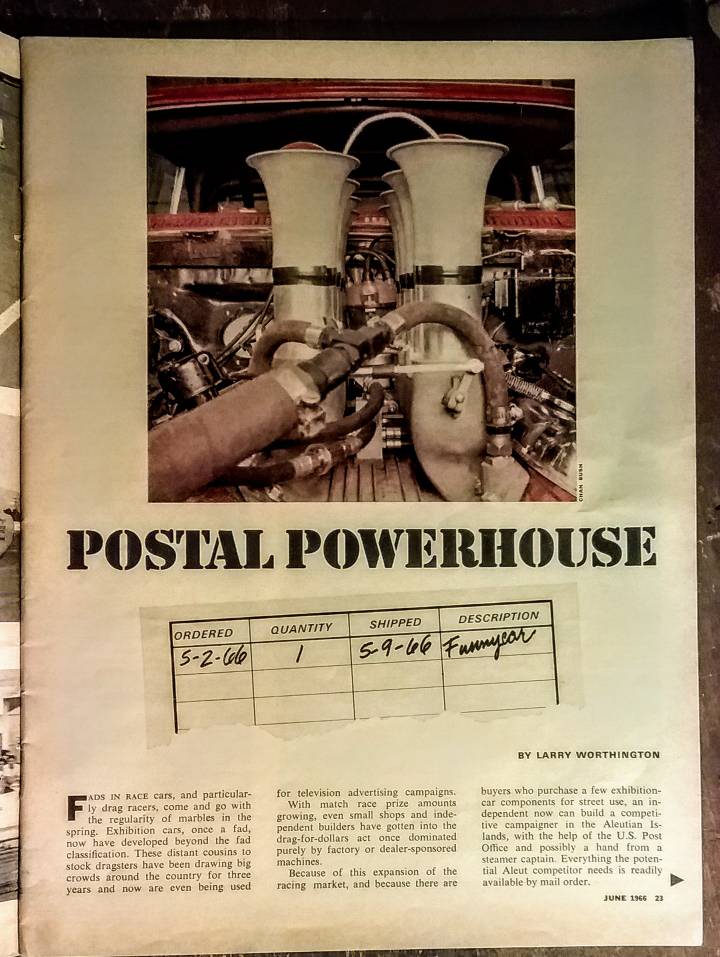 CHAN BUSH
POSTAL POWERHOUSE
ORDERED QUANTITY SHIPPED DESCRIPTION
5-2-66 1 5-9-66 Funnycar
BY LARRY WORTHINGTON
FADS IN RACE cars, and particular-
ly drag racers, come and go with
the regularity of marbles in the
spring. Exhibition cars, once a fad,
now have developed beyond the fad
classification. These distant cousins to
stock dragsters have been drawing big
crowds around the country for three
years and now are even being used
for television advertising campaigns.
With match race prize amounts
growing, even small shops and inde-
pendent builders have gotten into the
drag-for-dollars act once dominated
purely by factory or dealer-sponsored
machines.
Because of this expansion of the
racing market, and because there are
buyers who purchase a few exhibition-
car components for street use, an in-
dependent now can build a competi-
tive campaigner in the Aleutian Is-
lands, with the help of the U.S. Post
Office and possibly a hand from a
steamer captain. Everything the poten-
tial Aleut competitor needs is readily
available by mail order.
JUNE 1966 23